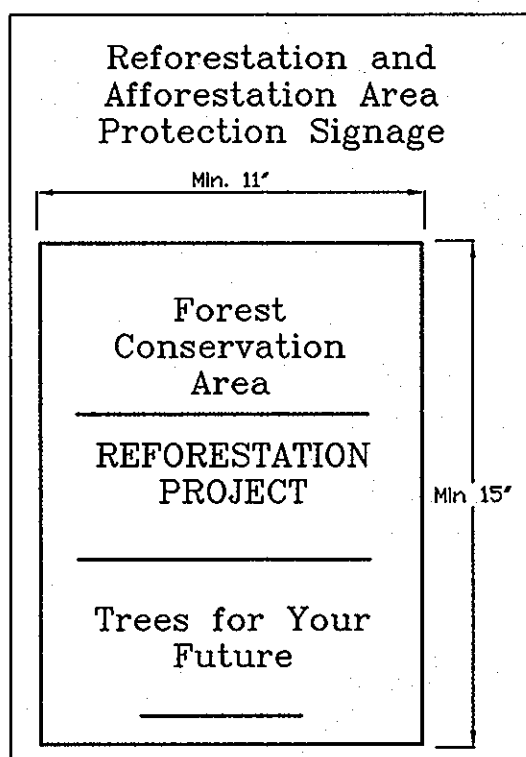 Reforestation and
Afforestation Area
Protection Signage
Min. 11"
Forest
Conservation
Area
REFORESTATION
PROJECT
Min 15"
Trees for Your
Future